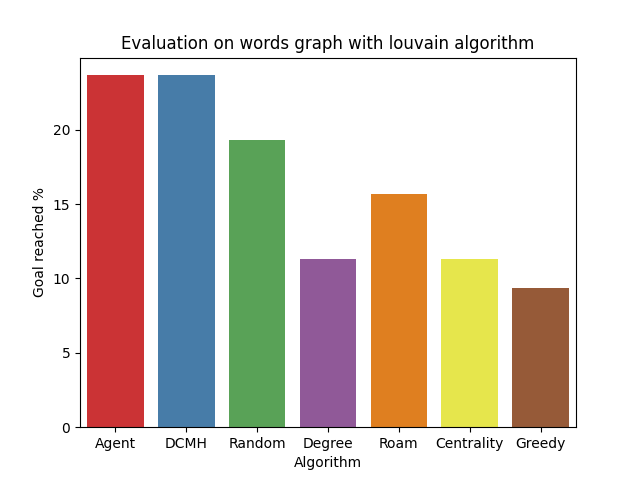 Evaluation on words graph with louvain algorithm
Goal reached %
20
15
10
5
0
Agent DCMH Random Degree Roam Centrality Greedy
Algorithm